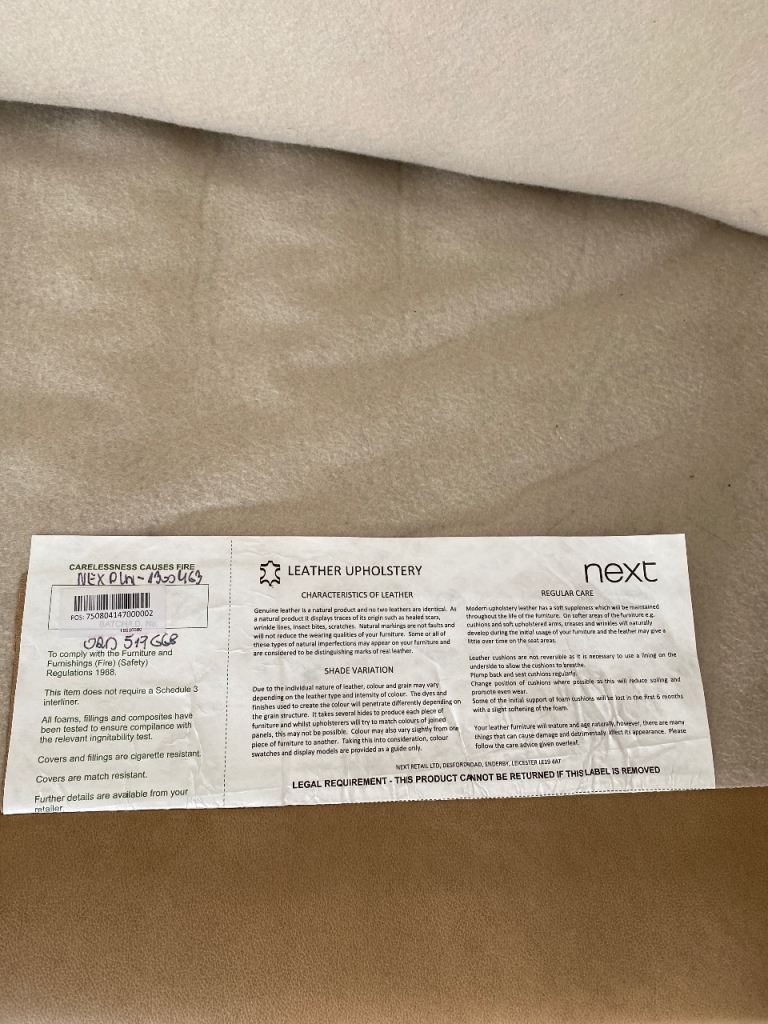 CARELESSNESS CAUSES FIRE
POS: 750804147000002
To comply with the Furniture and
Furnishings (Fire) (Safety)
Regulations 1988.
This item does not require a Schedule 3
interliner.
All foams, fillings and composites have
been tested to ensure compliance with
the relevant ingnitability test.
Covers and fillings are cigarette resistant.
Covers are match resistant.
Further details are available from your
retailer.
LEATHER UPHOLSTERY
CHARACTERISTICS OF LEATHER
Genuine leather is a natural product and no two leathers are identical. As
a natural product it displays traces of its origin such as healed scars,
wrinkle lines, insect bites, scratches. Natural markings are not faults and
will not reduce the wearing qualities of your furniture. Some or all of
these types of natural imperfections may appear on your furniture and
are considered to be distinguishing marks of real leather.
SHADE VARIATION
Due to the individual nature of leather, colour and grain may vary
depending on the leather type and intensity of colour. The dyes and
finishes used to create the colour will penetrate differently depending on
the grain structure. It takes several hides to produce each piece of
furniture and whilst upholsterers will try to match colours of joined
panels, this may not be possible. Colour may also vary slightly from one
piece of furniture to another. Taking this into consideration, colour
swatches and display models are provided as a guide only.
next
REGULAR CARE
Modern upholstery leather has a soft suppleness which will be maintained
throughout the life of the furniture. On softer areas of the furniture e.g.
cushions and soft upholstered arms, creases and wrinkles will naturally
develop during the initial usage of your furniture and the leather may give a
little over time on the seat areas.
Leather cushions are not reversible as it is necessary to use a lining on the
underside to allow the cushions to breathe.
Plump back and seat cushions regularly.
Change position of cushions where possible as this will reduce soiling and
promote even wear.
Some of the initial support of foam cushions will be lost in the first 6 months
with a slight softening of the foam.
Your leather furniture will mature and age naturally, however, there are many
things that can cause damage and detrimentally affect its appearance. Please
follow the care advice given overleaf.
NEXT RETAIL LTD, DESFORD ROAD, ENDERBY, LEICESTER LE19 4AT
LEGAL REQUIREMENT - THIS PRODUCT CANNOT BE RETURNED IF THIS LABEL IS REMOVED